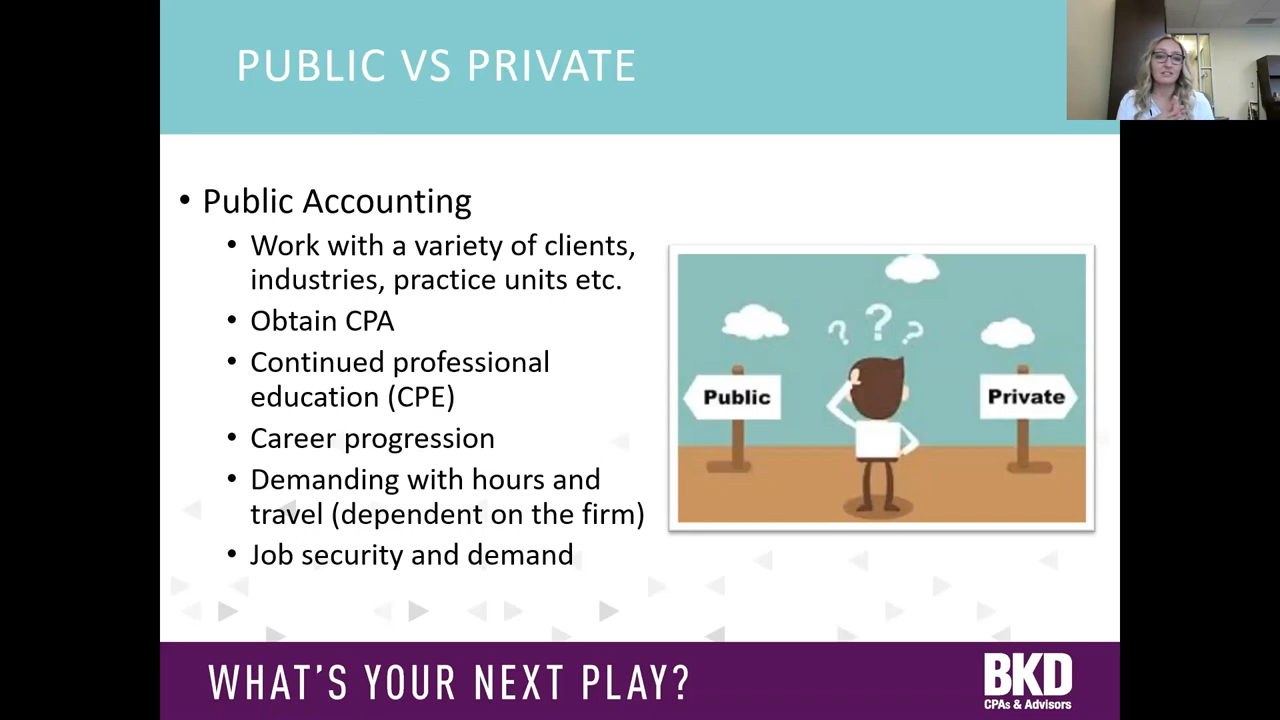 PUBLIC VS PRIVATE
• Public Accounting
• Work with a variety of clients,
industries, practice units etc.
• Obtain CPA
• Continued professional
education (CPE)
• Career progression
• Demanding with hours and
travel (dependent on the firm)
• Job security and demand
? ? ?
Public
Private
WHAT'S YOUR NEXT PLAY?
BKD
CPAs & Advisors